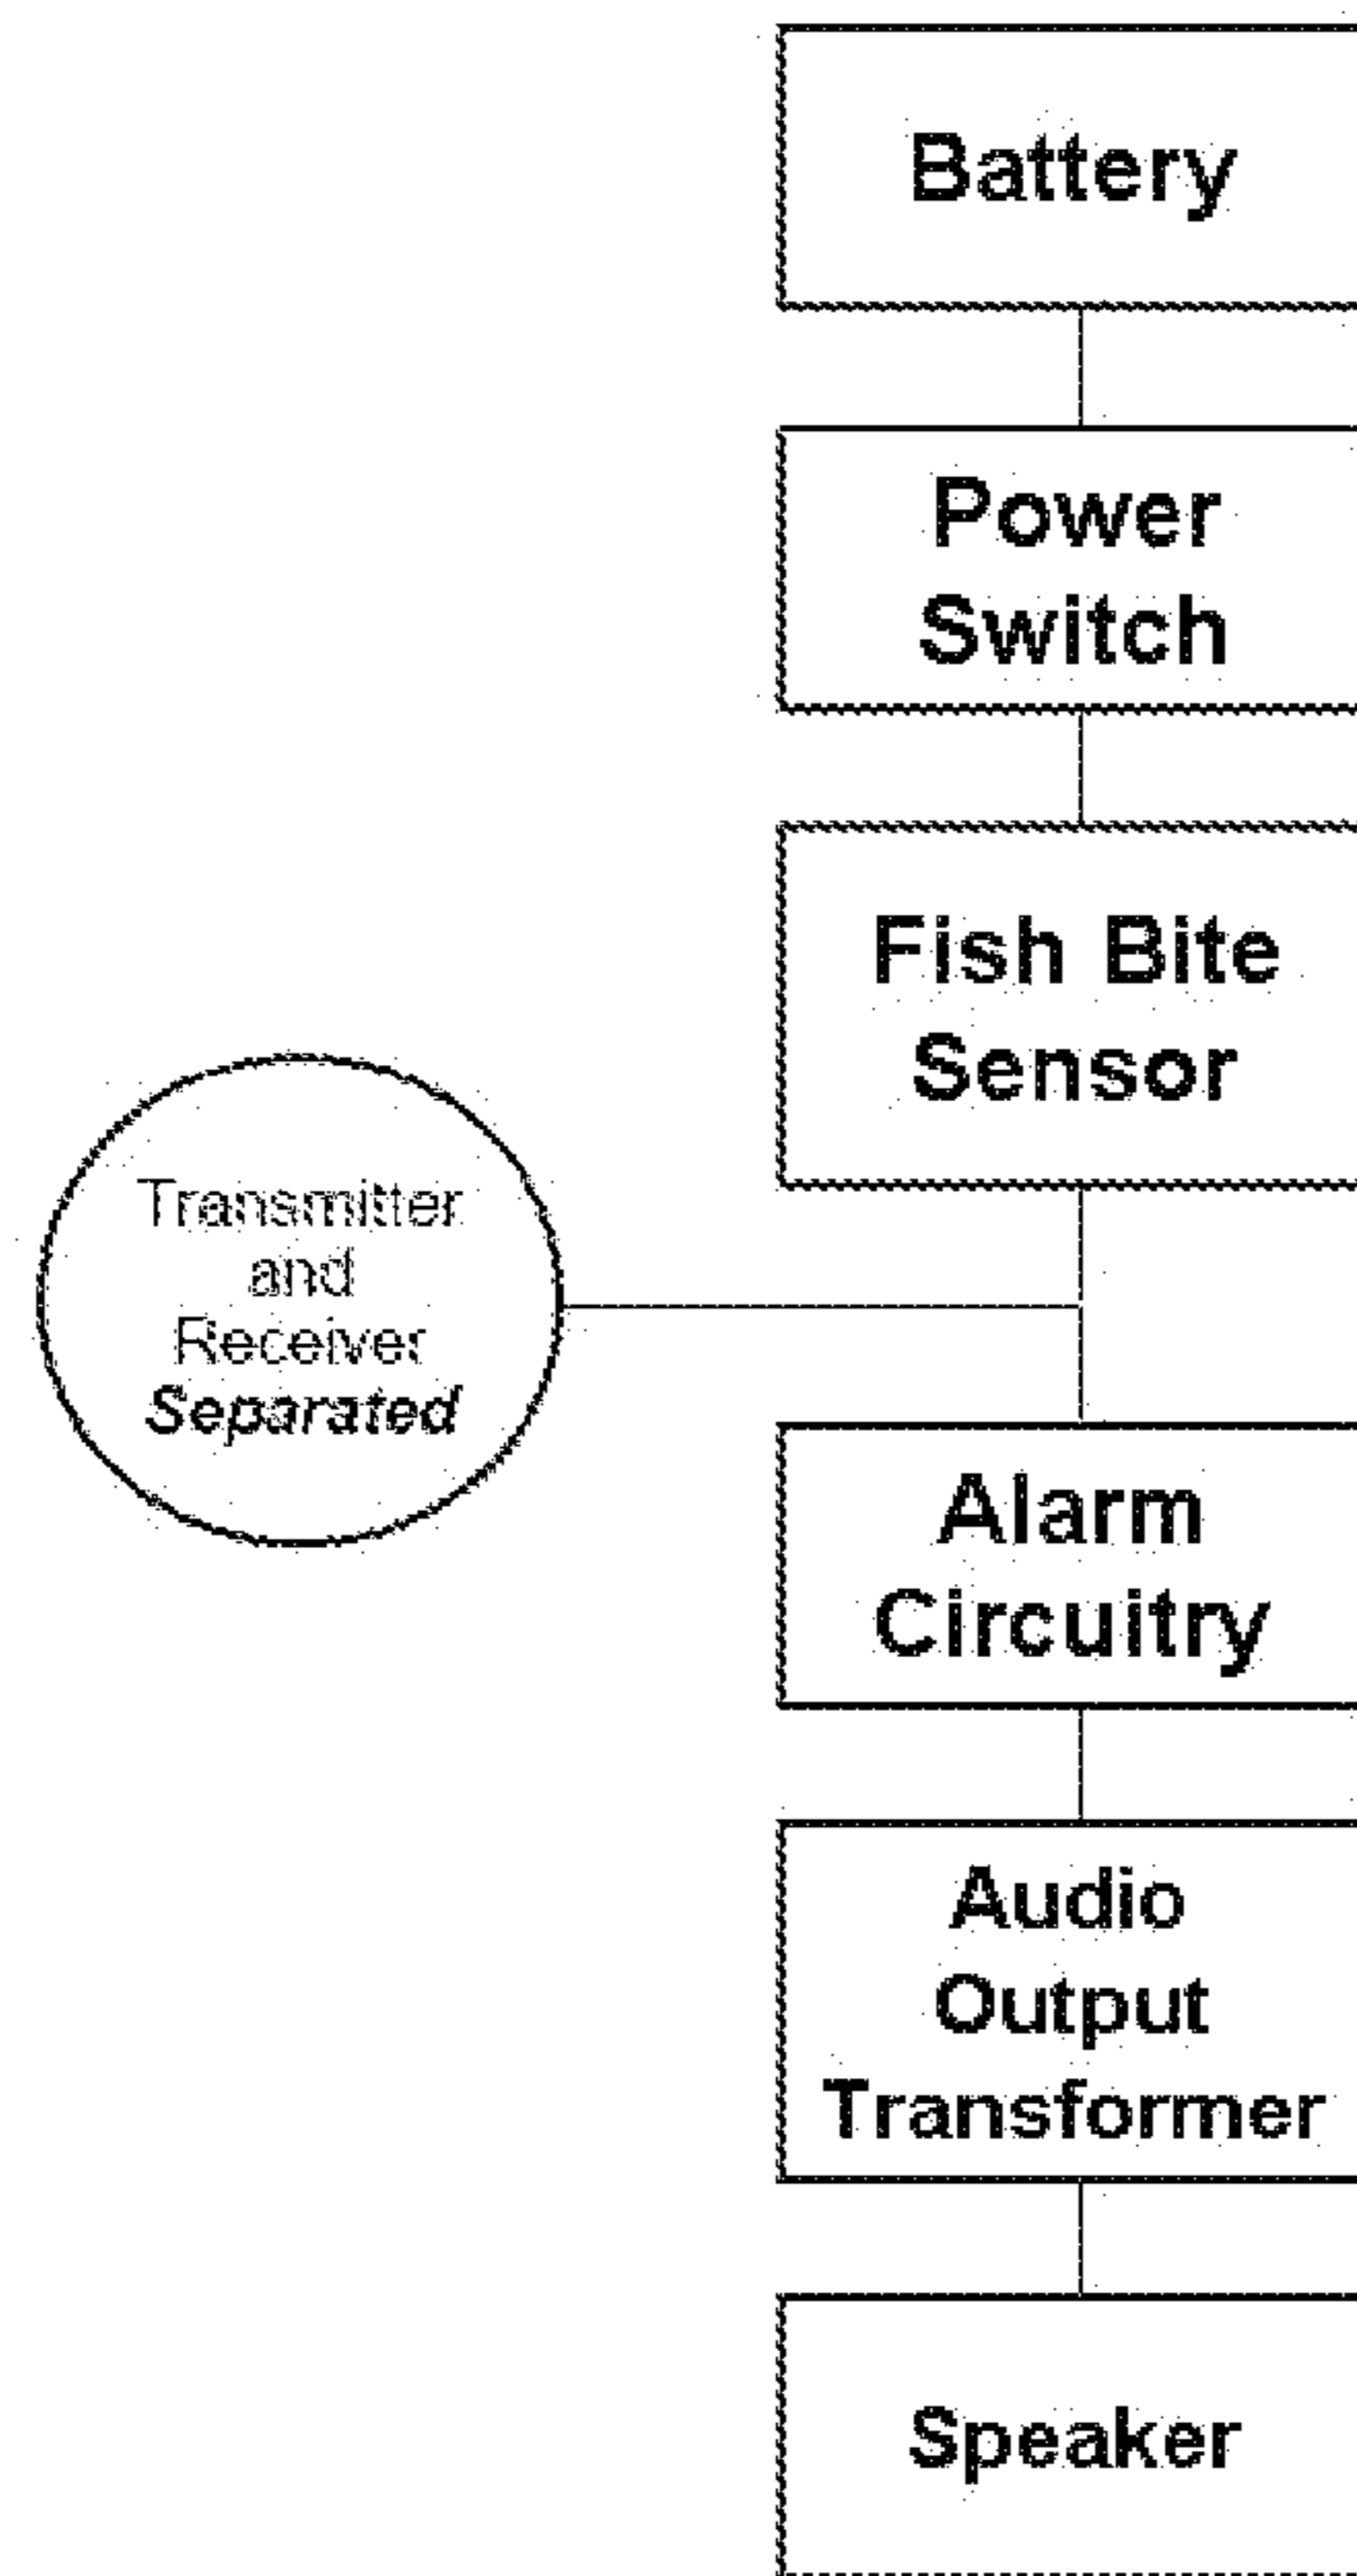 Battery
Power
Switch
Fish Bite
Sensor
Transmitter
and
Receiver
Separated
Alarm
Circuitry
Audio
Output
Transformer
Speaker